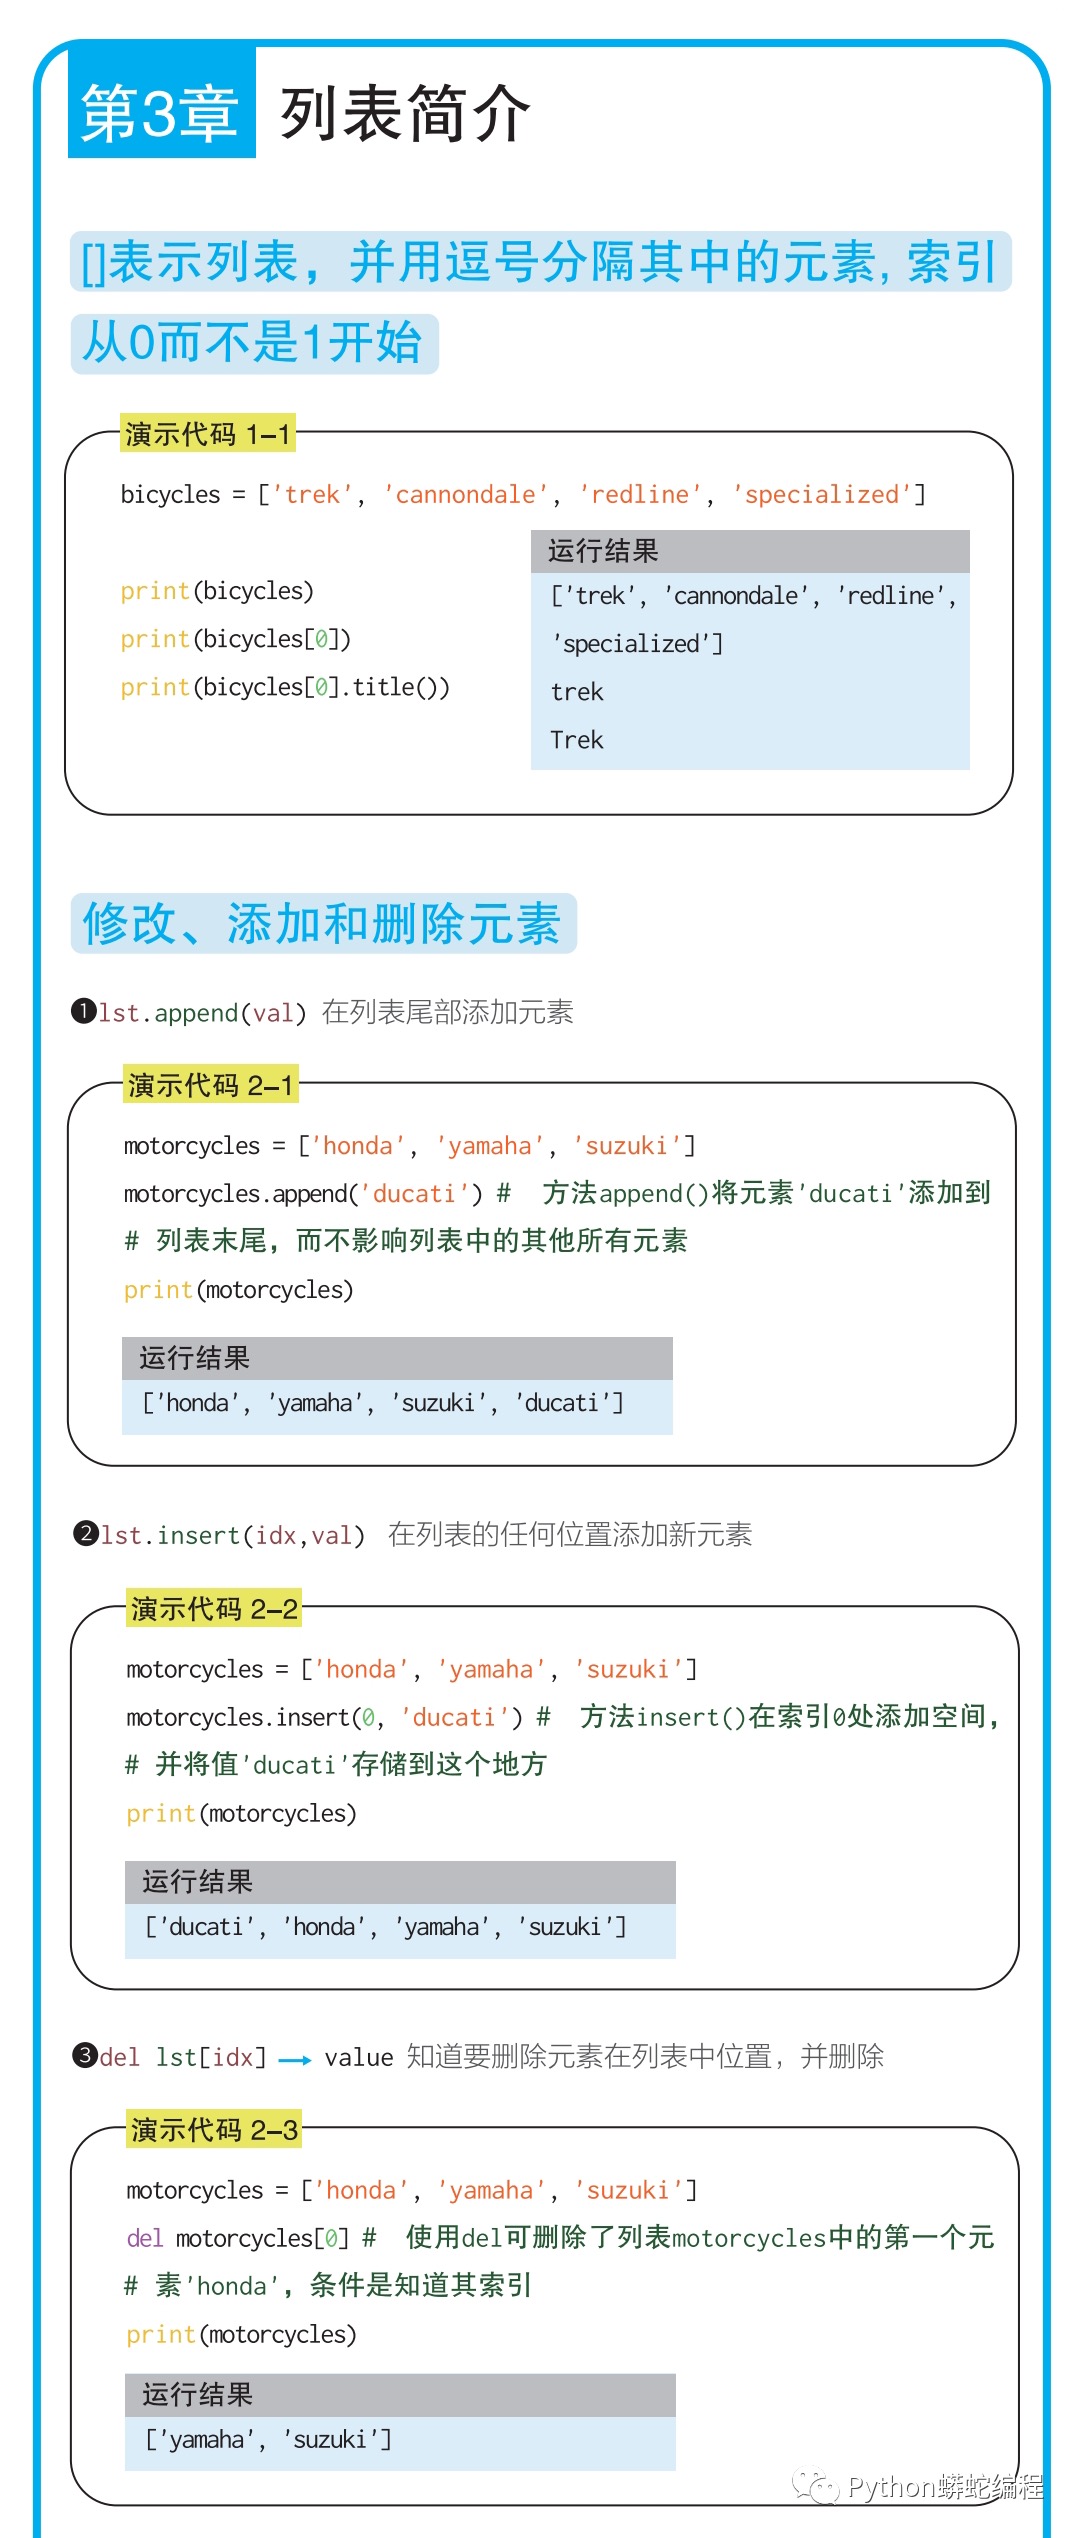 第3章 列表简介
[]表示列表，并用逗号分隔其中的元素, 索引
从0而不是1开始
演示代码 1-1
bicycles = ['trek', 'cannondale', 'redline', 'specialized']
print(bicycles)
print(bicycles[0])
print(bicycles[0].title())
运行结果
['trek', 'cannondale', 'redline',
'specialized']
trek
Trek
修改、添加和删除元素
❶lst.append(val) 在列表尾部添加元素
演示代码 2-1
motorcycles = ['honda', 'yamaha', 'suzuki']
motorcycles.append('ducati') # 方法append()将元素'ducati'添加到
# 列表末尾，而不影响列表中的其他所有元素
print(motorcycles)
运行结果
['honda', 'yamaha', 'suzuki', 'ducati']
❷lst.insert(idx,val) 在列表的任何位置添加新元素
演示代码 2-2
motorcycles = ['honda', 'yamaha', 'suzuki']
motorcycles.insert(0, 'ducati') # 方法insert()在索引0处添加空间，
# 并将值'ducati'存储到这个地方
print(motorcycles)
运行结果
['ducati', 'honda', 'yamaha', 'suzuki']
❸del lst[idx] → value 知道要删除元素在列表中位置，并删除
演示代码 2-3
motorcycles = ['honda', 'yamaha', 'suzuki']
del motorcycles[0] # 使用del可删除了列表motorcycles中的第一个元
# 素'honda'，条件是知道其索引
print(motorcycles)
运行结果
['yamaha', 'suzuki']
Python蟒蛇编程